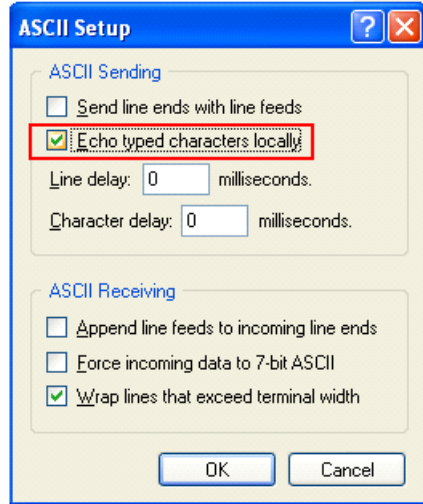 ASCII Setup
ASCII Sending
Send line ends with line feeds
Echo typed characters locally
Line delay: 0 milliseconds.
Character delay: 0 milliseconds.
ASCII Receiving
Append line feeds to incoming line ends
Force incoming data to 7-bit ASCII
Wrap lines that exceed terminal width
OK Cancel